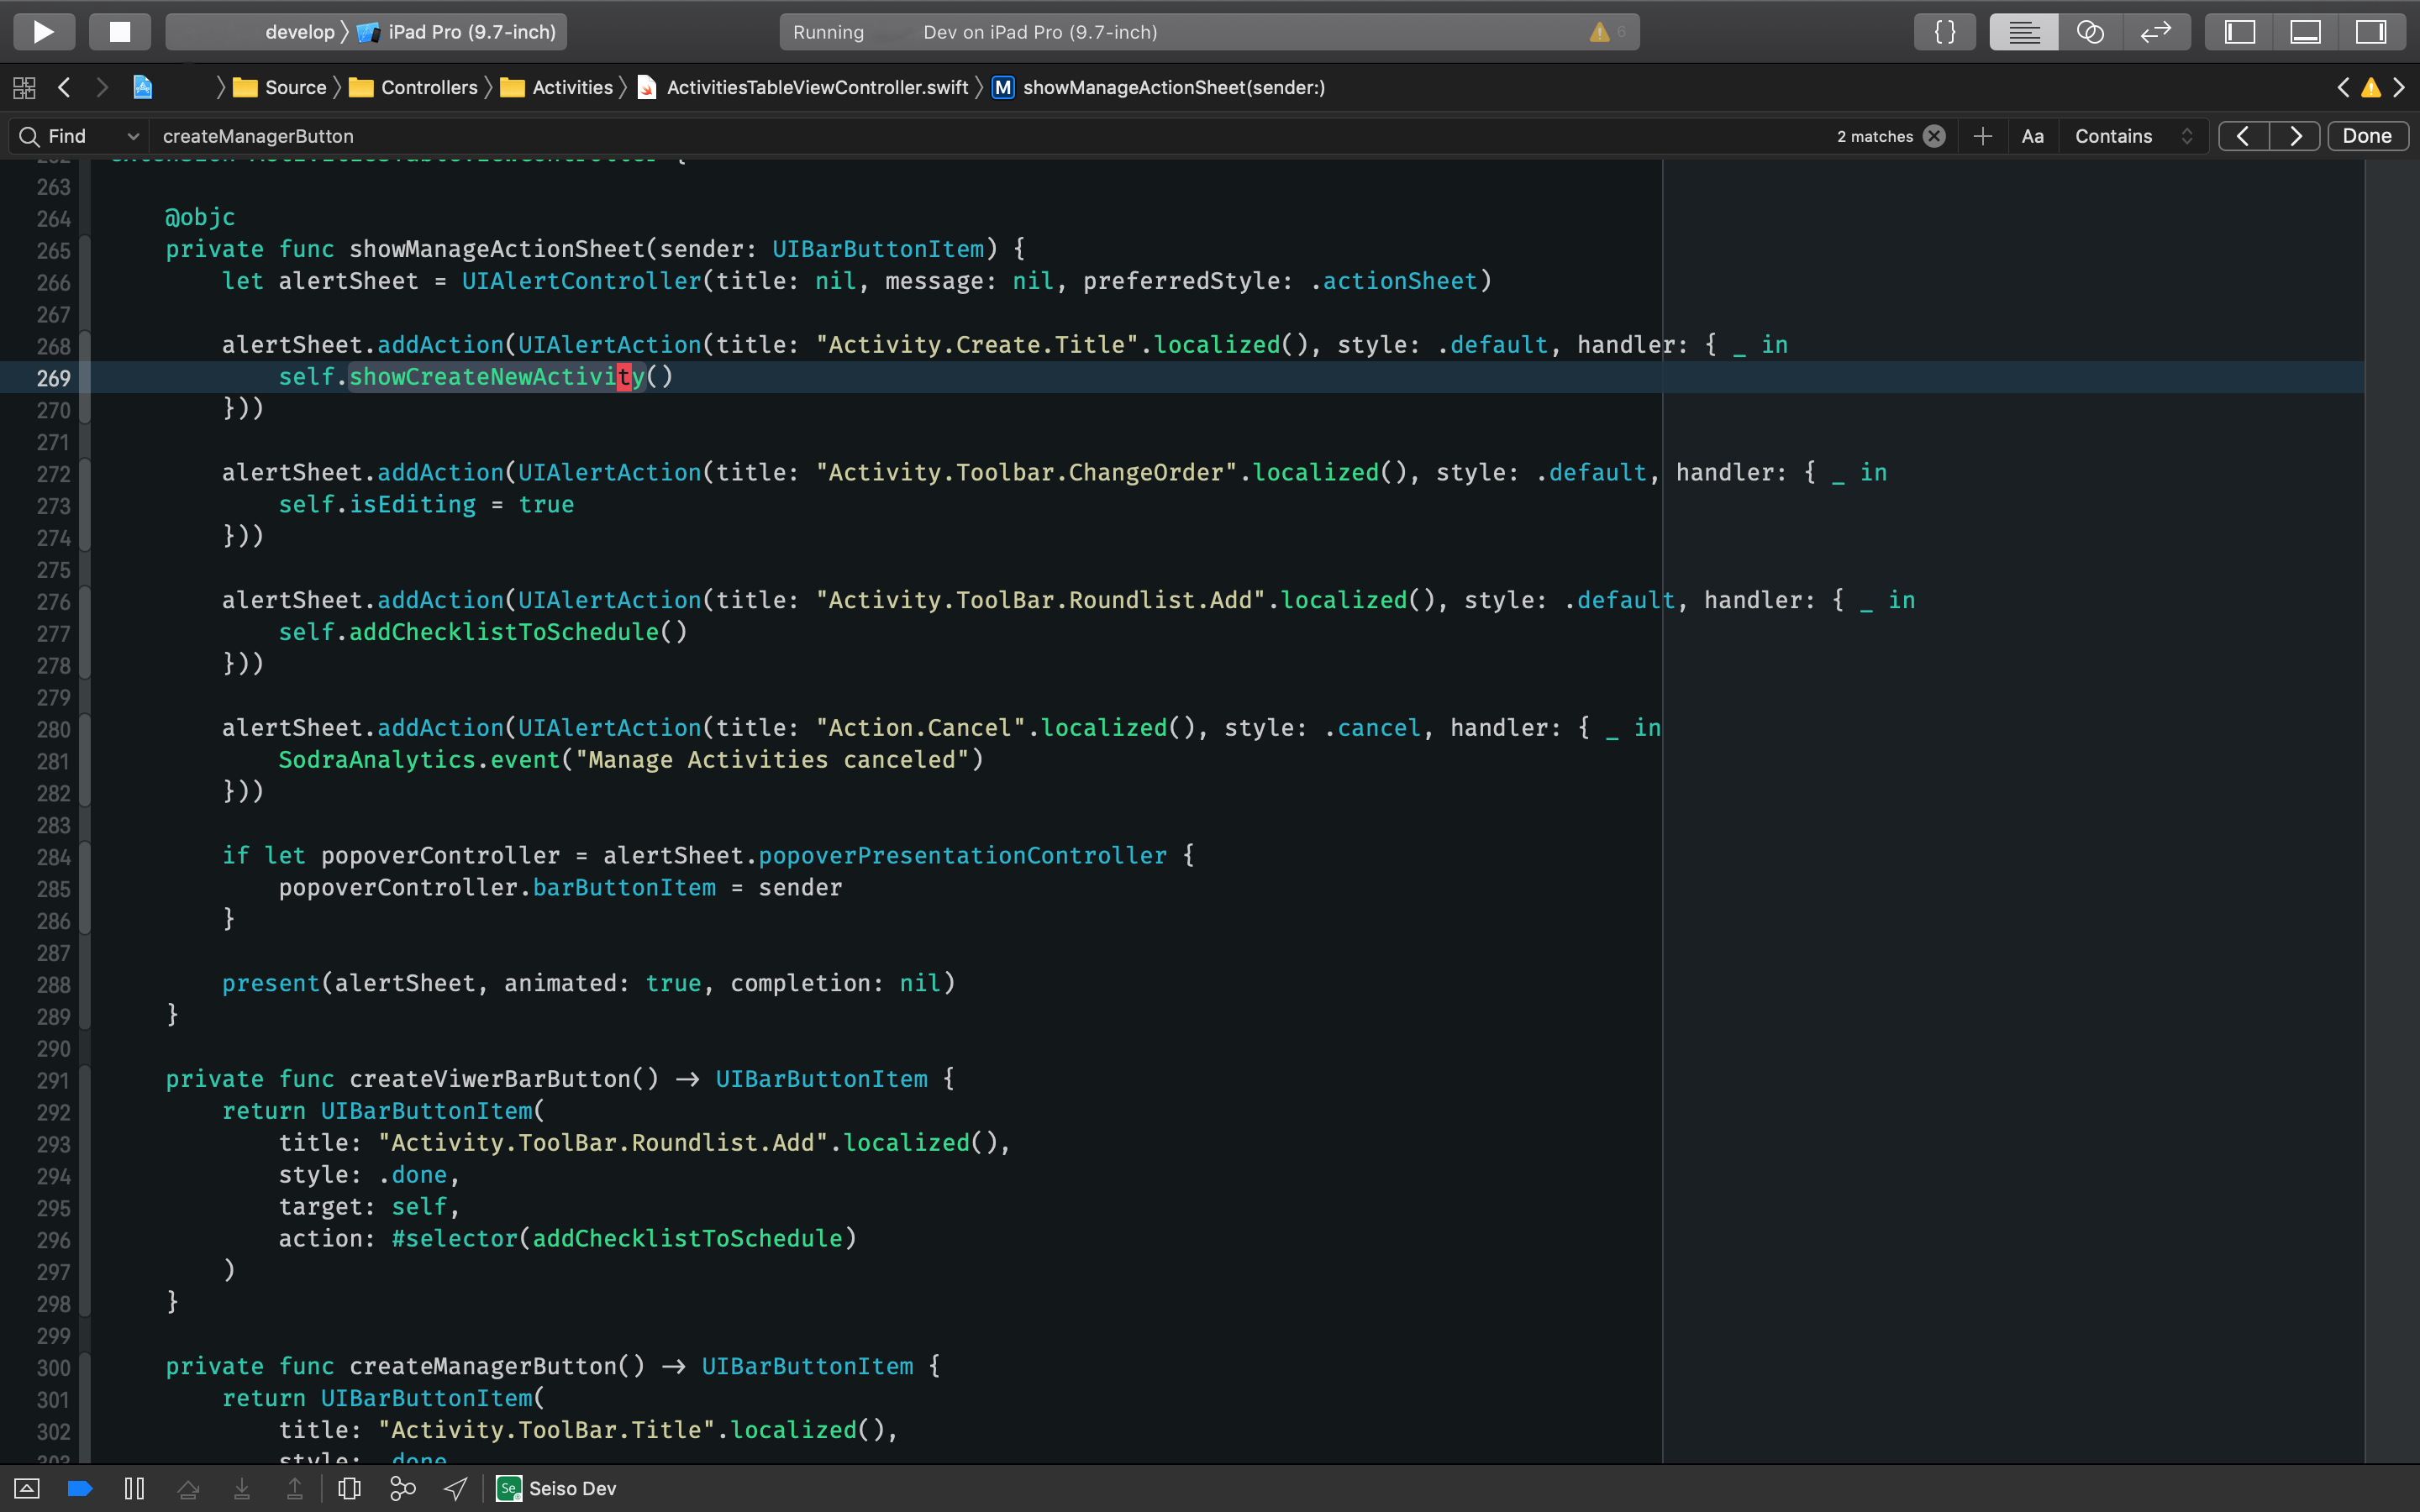 develop 〉 iPad Pro (9.7-inch)
Running Dev on iPad Pro (9.7-inch) 6
{}
〉 Source 〉 Controllers 〉 Activities 〉 ActivitiesTableViewController.swift 〉 M showManageActionSheet(sender:)
Find createManagerButton 2 matches Aa Contains Done
262 extension ActivitiesTableViewController {
263
264 @objc
265 private func showManageActionSheet(sender: UIBarButtonItem) {
266 let alertSheet = UIAlertController(title: nil, message: nil, preferredStyle: .actionSheet)
267
268 alertSheet.addAction(UIAlertAction(title: "Activity.Create.Title".localized(), style: .default, handler: { _ in
269 self.showCreateNewActivity()
270 }))
271
272 alertSheet.addAction(UIAlertAction(title: "Activity.Toolbar.ChangeOrder".localized(), style: .default, handler: { _ in
273 self.isEditing = true
274 }))
275
276 alertSheet.addAction(UIAlertAction(title: "Activity.ToolBar.Roundlist.Add".localized(), style: .default, handler: { _ in
277 self.addChecklistToSchedule()
278 }))
279
280 alertSheet.addAction(UIAlertAction(title: "Action.Cancel".localized(), style: .cancel, handler: { _ in
281 SodraAnalytics.event("Manage Activities canceled")
282 }))
283
284 if let popoverController = alertSheet.popoverPresentationController {
285 popoverController.barButtonItem = sender
286 }
287
288 present(alertSheet, animated: true, completion: nil)
289 }
290
291 private func createViwerBarButton() → UIBarButtonItem {
292 return UIBarButtonItem(
293 title: "Activity.ToolBar.Roundlist.Add".localized(),
294 style: .done,
295 target: self,
296 action: #selector(addChecklistToSchedule)
297 )
298 }
299
300 private func createManagerButton() → UIBarButtonItem {
301 return UIBarButtonItem(
302 title: "Activity.ToolBar.Title".localized(),
303 style: .done
Se Seiso Dev